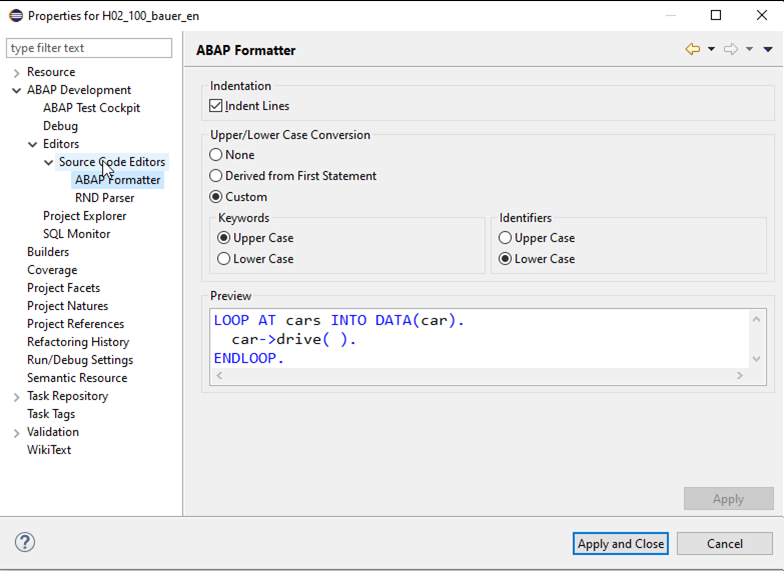 Properties for H02_100_bauer_en
type filter text
Resource
ABAP Development
ABAP Test Cockpit
Debug
Editors
Source Code Editors
ABAP Formatter
RND Parser
Project Explorer
SQL Monitor
Builders
Coverage
Project Facets
Project Natures
Project References
Refactoring History
Run/Debug Settings
Semantic Resource
Task Repository
Task Tags
Validation
WikiText
ABAP Formatter
Indentation
Indent Lines
Upper/Lower Case Conversion
None
Derived from First Statement
Custom
Keywords
Upper Case
Lower Case
Identifiers
Upper Case
Lower Case
Preview
LOOP AT cars INTO DATA(car).
car->drive( ).
ENDLOOP.
Apply
Apply and Close
Cancel